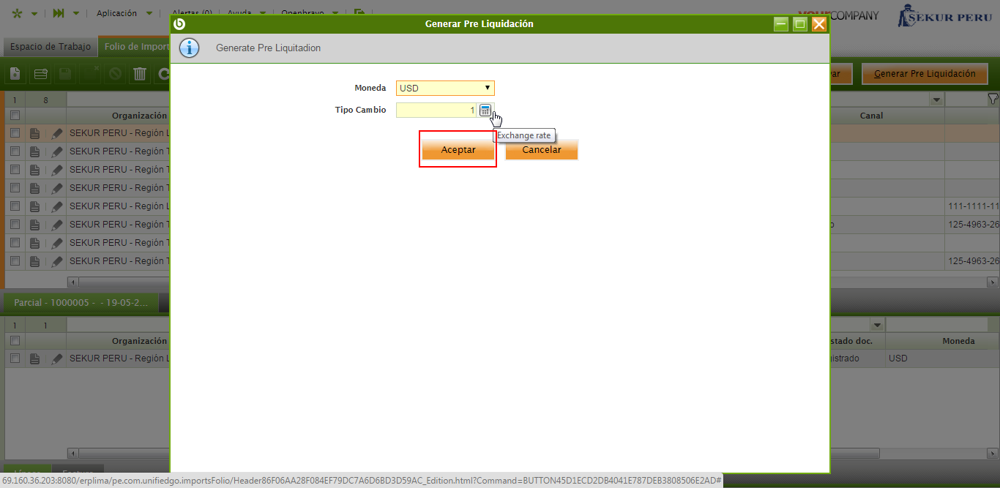 Aplicación
Alertas (0)
Ayuda
Openbravo
YOURCOMPANY
SEKUR PERU
Generar Pre Liquidación
Espacio de Trabajo
Folio de Import
Generate Pre Liquitadion
ar
Generar Pre Liquidación
Moneda
USD
Tipo Cambio
1
Exchange rate
Aceptar
Cancelar
1 8
Organización
Canal
SEKUR PERU - Región L
SEKUR PERU - Región T
SEKUR PERU - Región T
SEKUR PERU - Región T
SEKUR PERU - Región L
111-1111-11
SEKUR PERU - Región T
o
125-4963-26
SEKUR PERU - Región T
SEKUR PERU - Región T
125-4963-26
Parcial - 1000005 - - 19-05-2...
1 1
Organización
stado doc.
Moneda
SEKUR PERU - Región L
istrado
USD
Líneas
Factura
69.160.36.203:8080/erplima/pe.com.unifiedgo.importsFolio/Header86F06AA28F084EF79DC7A6D6BD3D59AC_Edition.html?Command=BUTTON45D1ECD2DB4041E787DEB3808506E2AD#